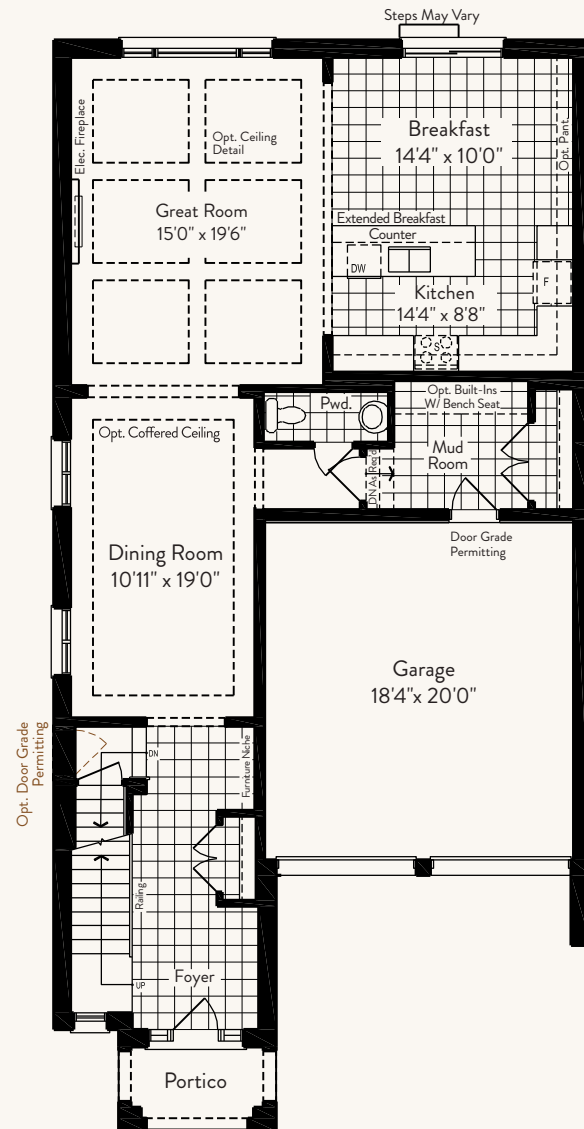 Steps May Vary
Elec. Fireplace
Opt. Ceiling
Detail
Great Room
15'0" x 19'6"
Breakfast
14'4" x 10'0"
Opt. Pant.
Extended Breakfast
Counter
DW
F
Kitchen
14'4" x 8'8"
S
Opt. Coffered Ceiling
Pwd.
Opt. Built-Ins
W/ Bench Seat
Mud
Room
DN As Req'd
Door Grade
Permitting
Dining Room
10'11" x 19'0"
Garage
18'4"x 20'0"
Opt. Door Grade
Permitting
DN
Furniture Niche
Railing
UP
Foyer
Portico